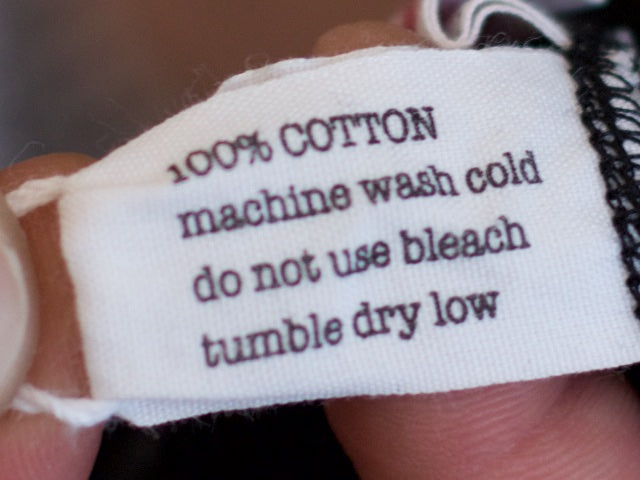 100% COTTON
machine wash cold
do not use bleach
tumble dry low